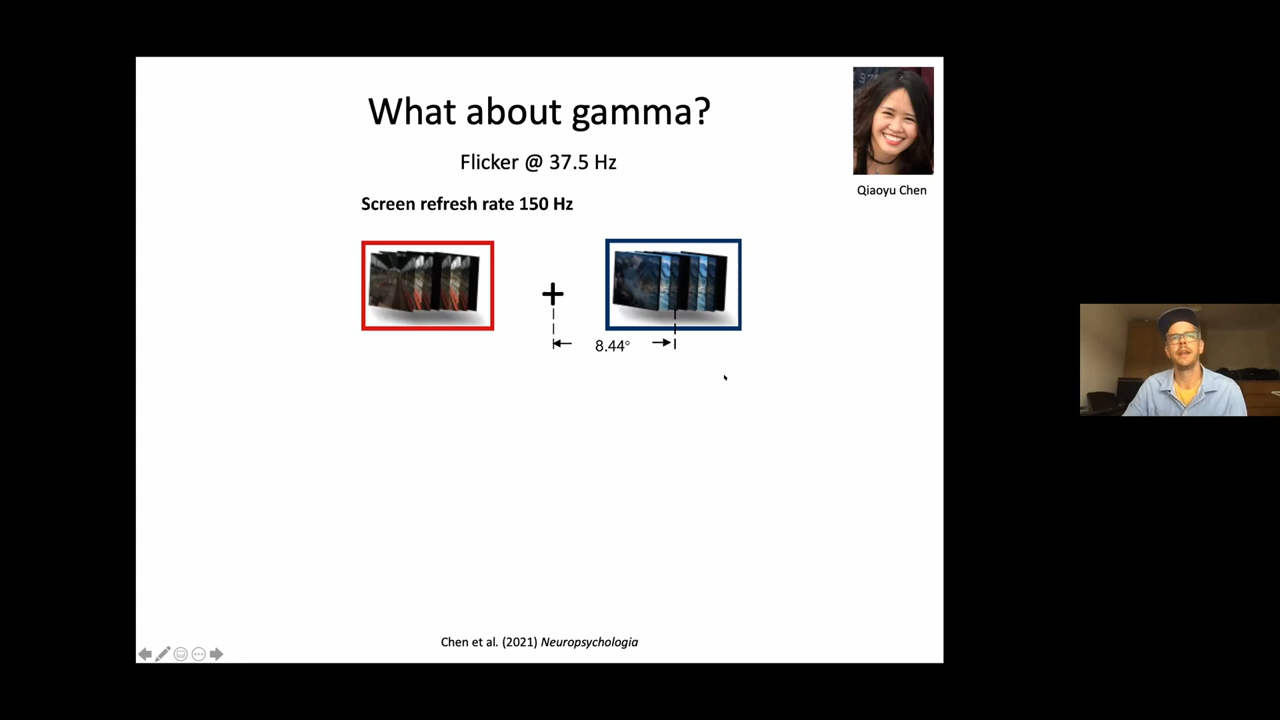 What about gamma?
Flicker @ 37.5 Hz
Qiaoyu Chen
Screen refresh rate 150 Hz
+
8.44°
Chen et al. (2021) Neuropsychologia